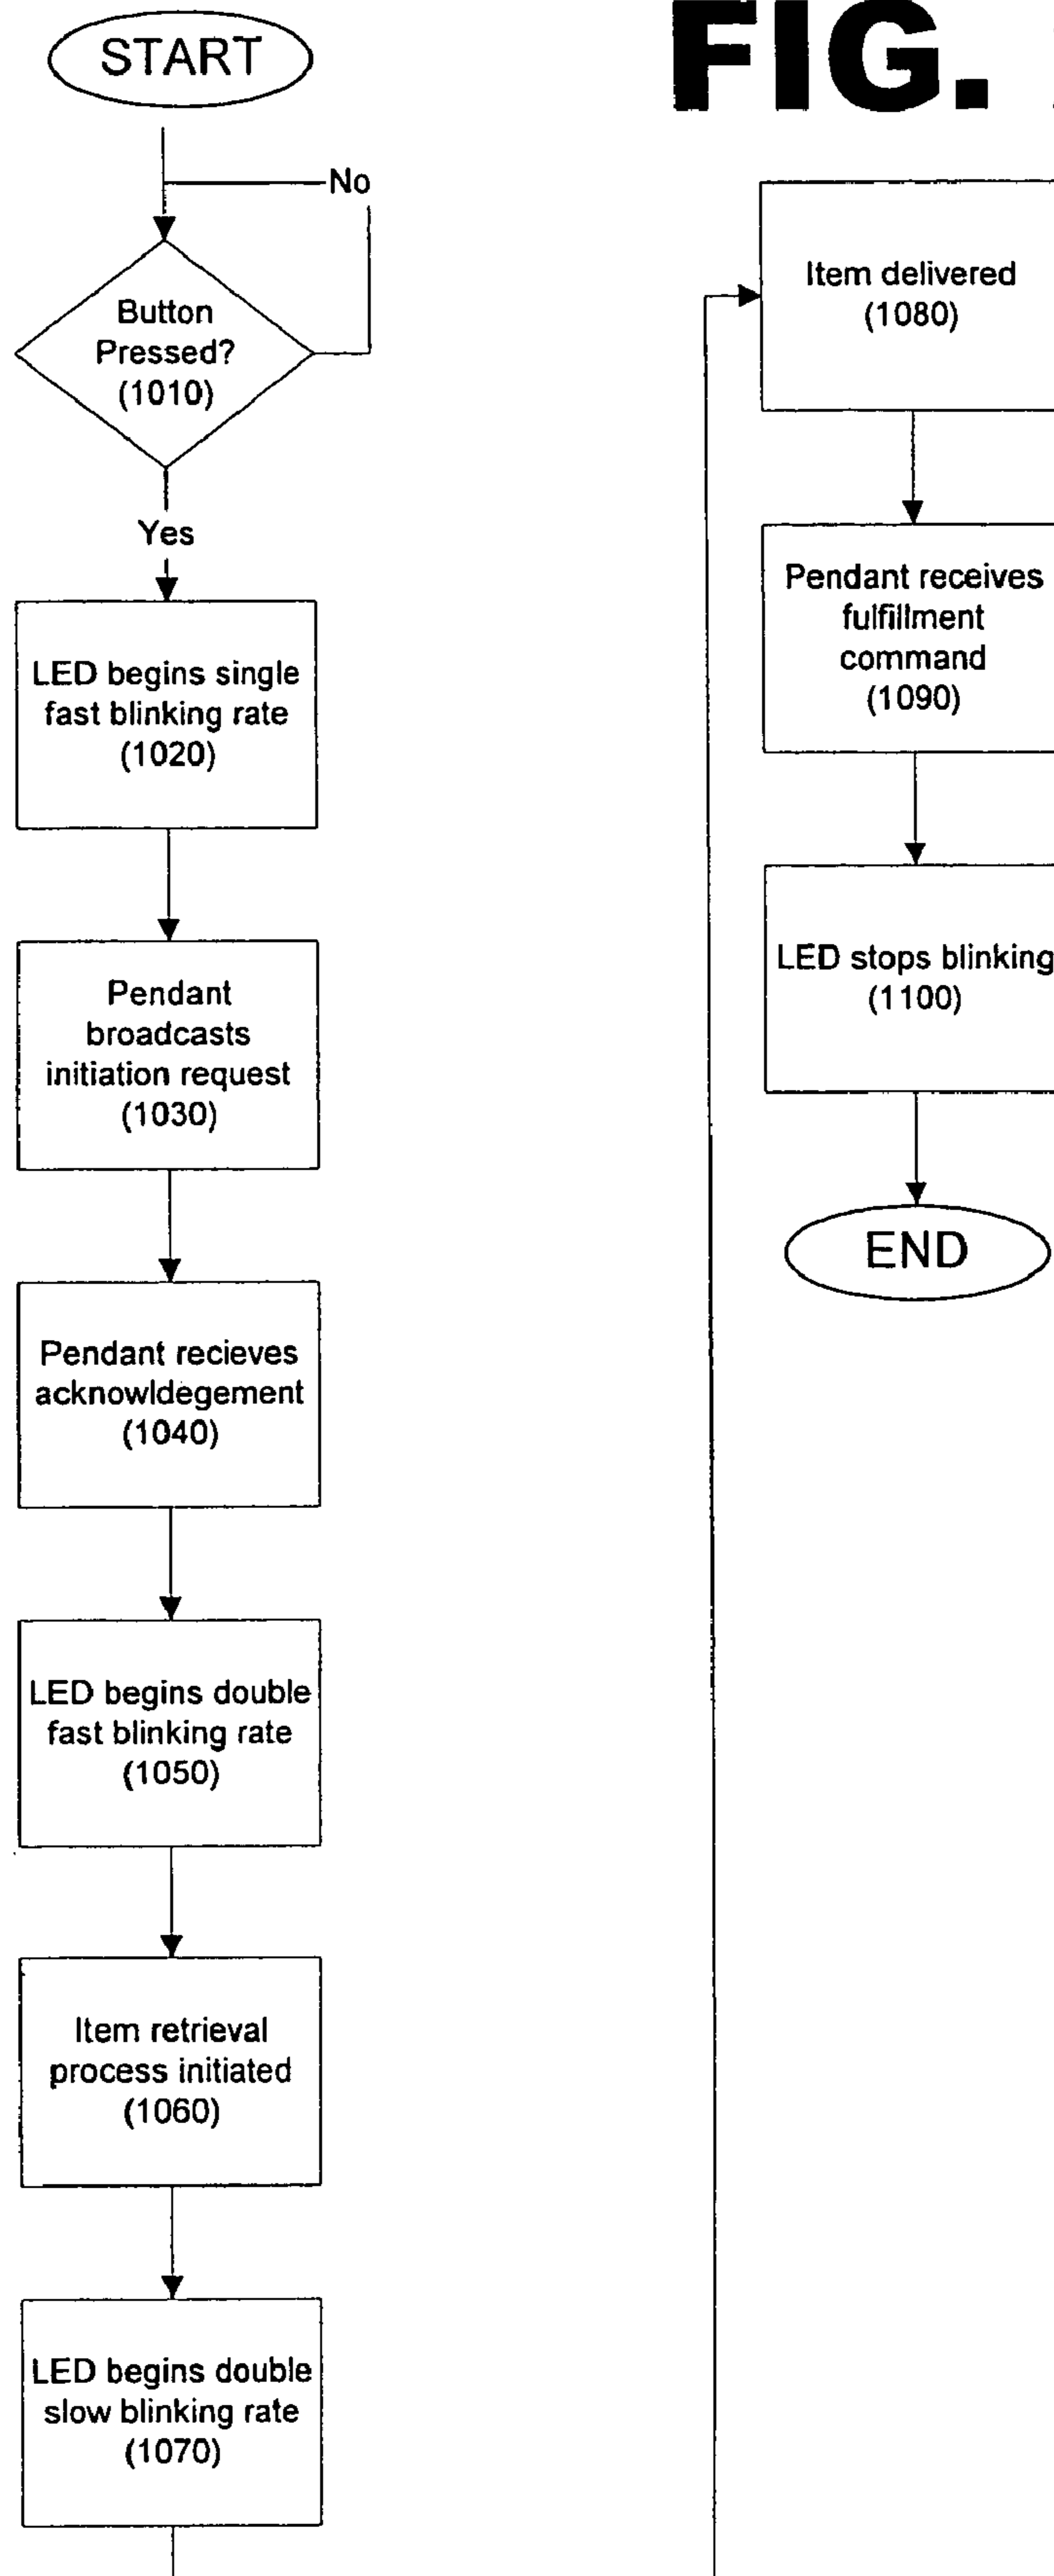 START
FIG.
No
Button
Pressed?
(1010)
Yes
LED begins single
fast blinking rate
(1020)
Pendant
broadcasts
initiation request
(1030)
Pendant recieves
acknowldegement
(1040)
LED begins double
fast blinking rate
(1050)
Item retrieval
process initiated
(1060)
LED begins double
slow blinking rate
(1070)
Item delivered
(1080)
Pendant receives
fulfillment
command
(1090)
LED stops blinking
(1100)
END